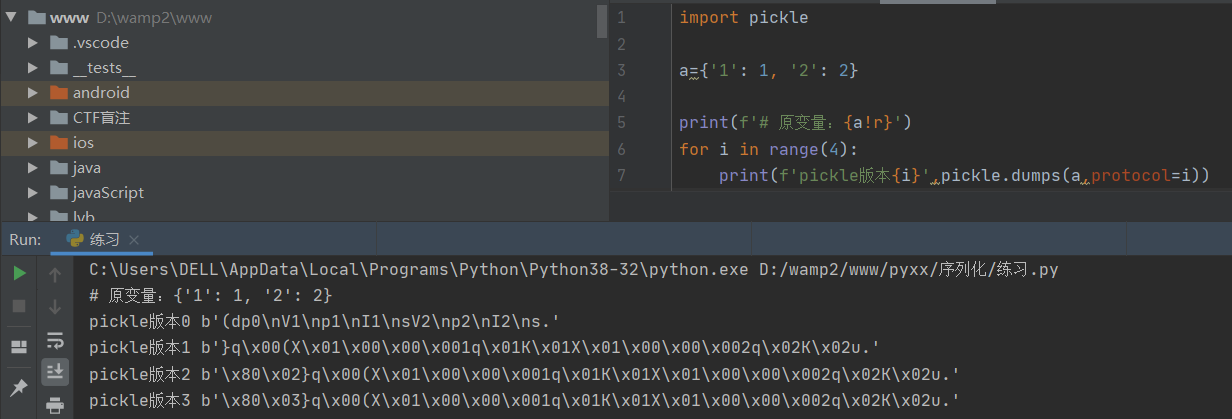 www D:\wamp2\www
.vscode
__tests__
android
CTF盲注
ios
java
javaScript
1 import pickle
2
3 a={'1': 1, '2': 2}
4
5 print(f'# 原变量：{a!r}')
6 for i in range(4):
7 print(f'pickle版本{i}',pickle.dumps(a,protocol=i))
Run: 练习
C:\Users\DELL\AppData\Local\Programs\Python\Python38-32\python.exe D:/wamp2/www/pyxx/序列化/练习.py
# 原变量：{'1': 1, '2': 2}
pickle版本0 b'(dp0\nV1\np1\nI1\nsV2\np2\nI2\ns.'
pickle版本1 b'}q\x00(X\x01\x00\x00\x001q\x01K\x01X\x01\x00\x00\x002q\x02K\x02u.'
pickle版本2 b'\x80\x02}q\x00(X\x01\x00\x00\x001q\x01K\x01X\x01\x00\x00\x002q\x02K\x02u.'
pickle版本3 b'\x80\x03}q\x00(X\x01\x00\x00\x001q\x01K\x01X\x01\x00\x00\x002q\x02K\x02u.'